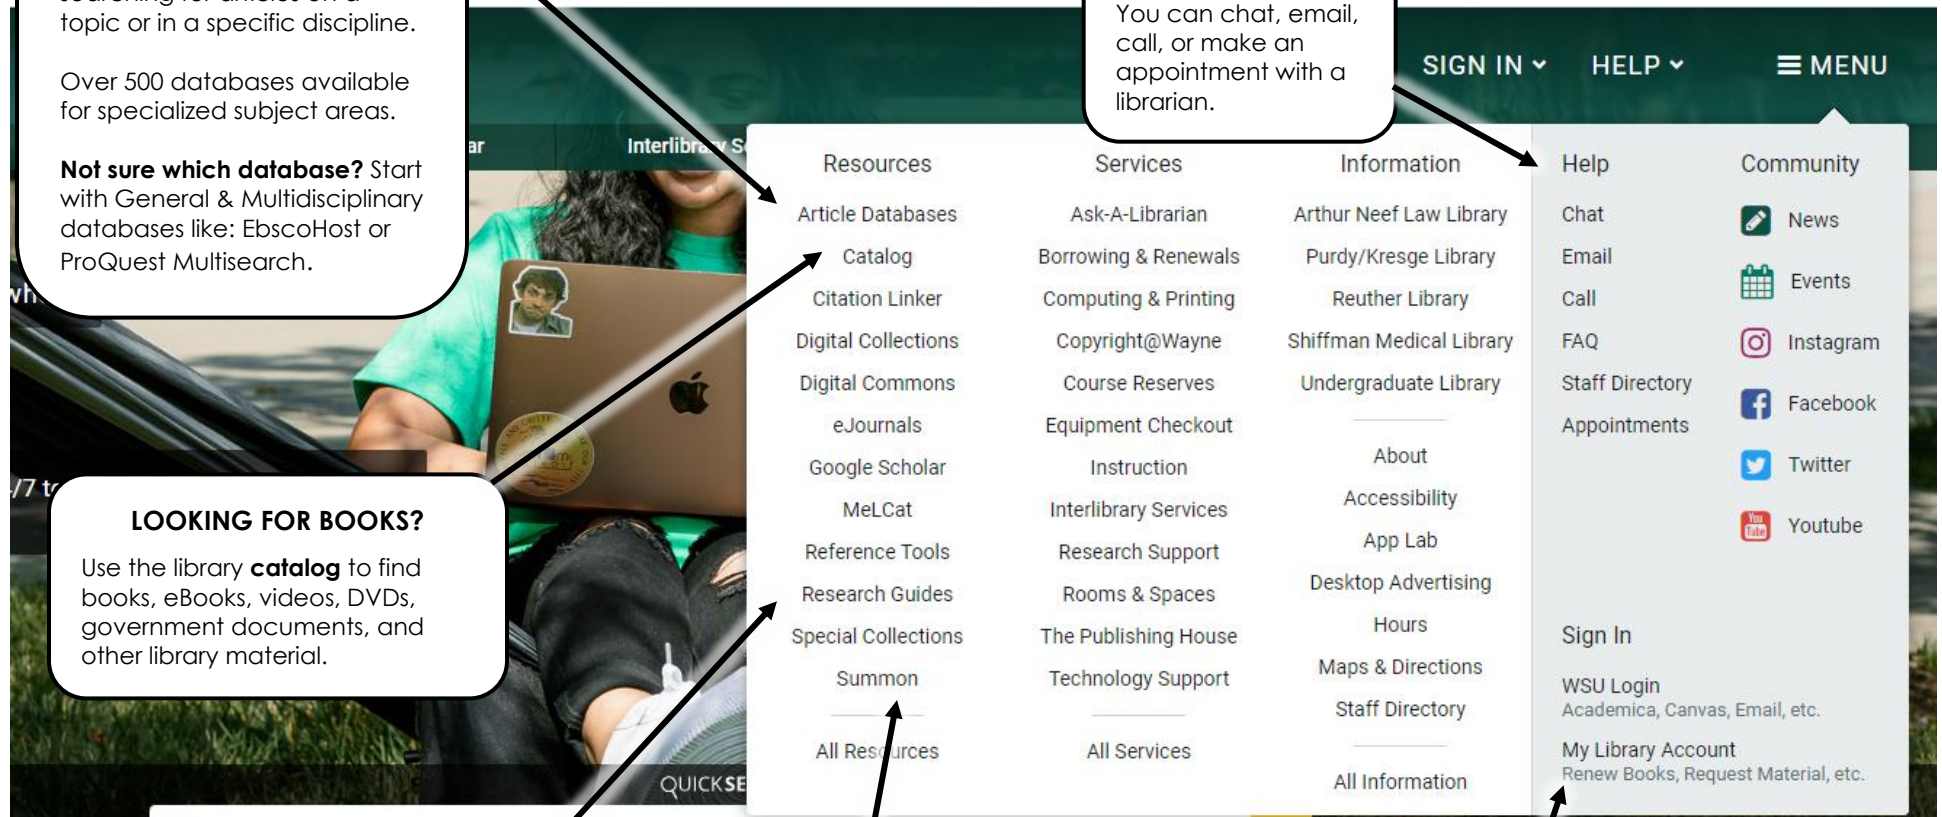 searching for articles on a
topic or in a specific discipline.
Over 500 databases available
for specialized subject areas.
Not sure which database? Start
with General & Multidisciplinary
databases like: EbscoHost or
ProQuest Multisearch.
You can chat, email,
call, or make an
appointment with a
librarian.
SIGN IN
HELP
MENU
Interlibrary
Resources
Article Databases
Catalog
Citation Linker
Digital Collections
Digital Commons
eJournals
Google Scholar
MeLCat
Reference Tools
Research Guides
Special Collections
Summon
All Resources
Services
Ask-A-Librarian
Borrowing & Renewals
Computing & Printing
Copyright@Wayne
Course Reserves
Equipment Checkout
Instruction
Interlibrary Services
Research Support
Rooms & Spaces
The Publishing House
Technology Support
All Services
Information
Arthur Neef Law Library
Purdy/Kresge Library
Reuther Library
Shiffman Medical Library
Undergraduate Library
About
Accessibility
App Lab
Desktop Advertising
Hours
Maps & Directions
Staff Directory
All Information
Help
Chat
Email
Call
FAQ
Staff Directory
Appointments
Community
News
Events
Instagram
Facebook
Twitter
You Tube
Youtube
Sign In
WSU Login
Academica, Canvas, Email, etc.
My Library Account
Renew Books, Request Material, etc.
LOOKING FOR BOOKS?
Use the library catalog to find
books, eBooks, videos, DVDs,
government documents, and
other library material.
QUICKSE